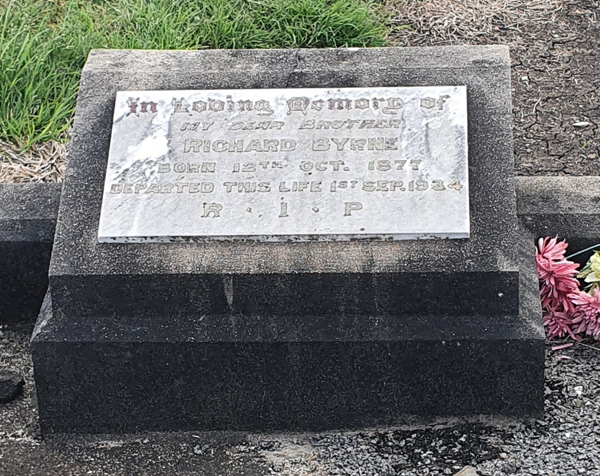 In Loving Memory of
MY DEAR BROTHER
RICHARD BYRNE
BORN 12TH OCT. 1877
DEPARTED THIS LIFE 1ST SEP. 1934
R · I · P